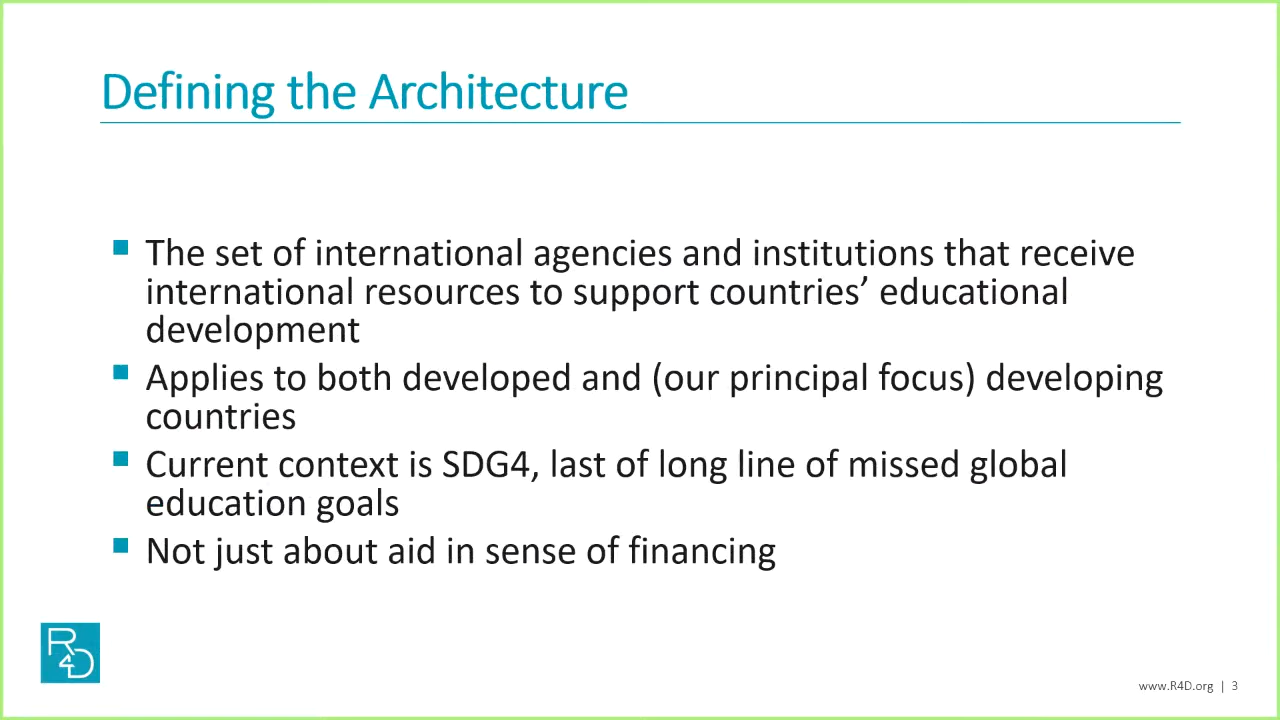 Defining the Architecture
The set of international agencies and institutions that receive
international resources to support countries’ educational
development
Applies to both developed and (our principal focus) developing
countries
Current context is SDG4, last of long line of missed global
education goals
Not just about aid in sense of financing
R4D
www.R4D.org | 3